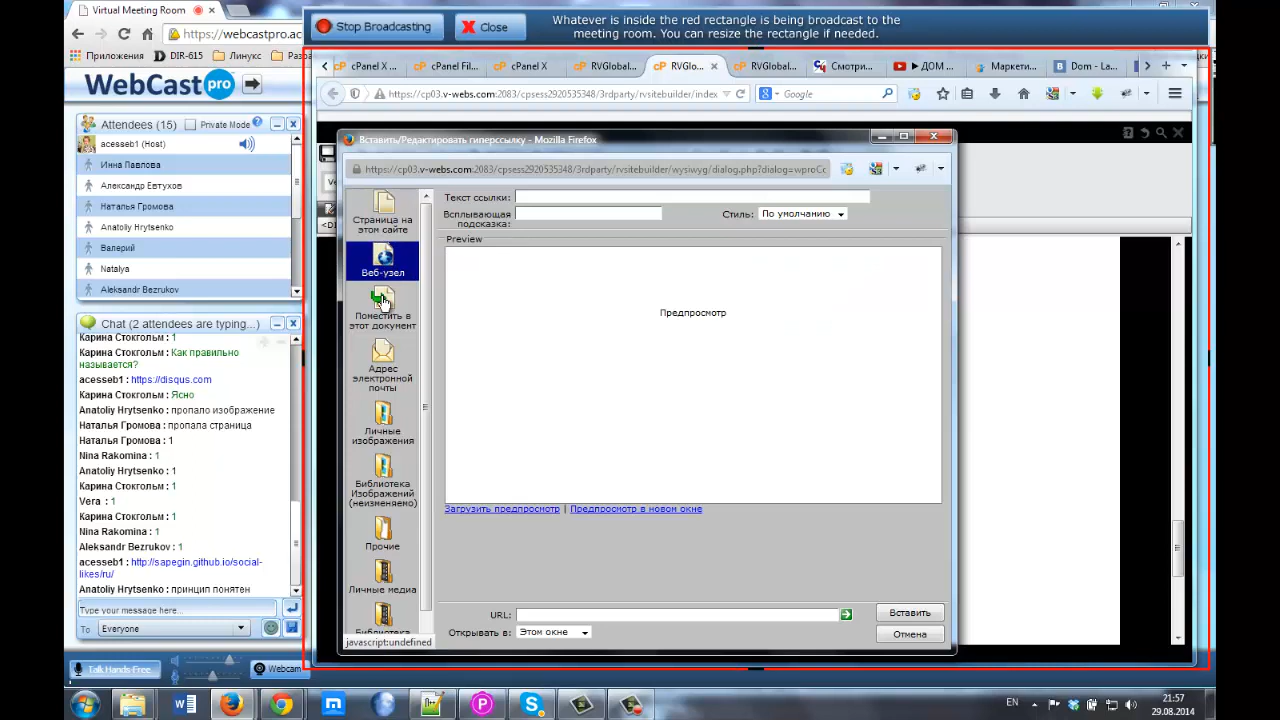 Virtual Meeting Room
https://webcastpro.ac
Приложения DIR-615 Линукс Разра
WebCast pro
Attendees (15) Private Mode
acesseb1 (Host)
Инна Павлова
Александр Евтухов
Наталья Громова
Anatoliy Hrytsenko
Валерий
Natalya
Aleksandr Bezrukov
Chat (2 attendees are typing...)
Карина Стокгольм : 1
Карина Стокгольм : Как правильно
называется?
acesseb1 : https://disqus.com
Карина Стокгольм : Ясно
Anatoliy Hrytsenko : пропало изображение
Наталья Громова : пропала страница
Наталья Громова : 1
Nina Rakomina : 1
Anatoliy Hrytsenko : 1
Карина Стокгольм : 1
Vera : 1
Карина Стокгольм : 1
Nina Rakomina : 1
Aleksandr Bezrukov : 1
acesseb1 : http://sapegin.github.io/social-
likes/ru/
Anatoliy Hrytsenko : принцип понятен
Type your message here...
To Everyone
Talk Hands-Free
Webcam
Stop Broadcasting
Close
Whatever is inside the red rectangle is being broadcast to the
meeting room. You can resize the rectangle if needed.
cPanel X ... cPanel Fil... cPanel X RVGlobal... RVGlo... RVGlobal... Смотри... ДОМ ... Маркети... Dom - La...
https://cp03.v-webs.com:2083/cpsess2920535348/3rdparty/rvsitebuilder/index
Google
Вставить/Редактировать гиперссылку - Mozilla Firefox
https://cp03.v-webs.com:2083/cpsess2920535348/3rdparty/rvsitebuilder/wysiwyg/dialog.php?dialog=wproCc
Страница на
этом сайте
Веб-узел
Поместить в
этот документ
Адрес
электронной
почты
Личные
изображения
Библиотека
Изображений
(неизменяемо)
Прочие
Личные медиа
Библиотека
javascript:undefined
Текст ссылки:
Всплывающая
подсказка:
Стиль: По умолчанию
Preview
Предпросмотр
Загрузить предпросмотр | Предпросмотр в новом окне
URL:
Вставить
Открывать в: Этом окне
Отмена
EN
21:57
29.08.2014